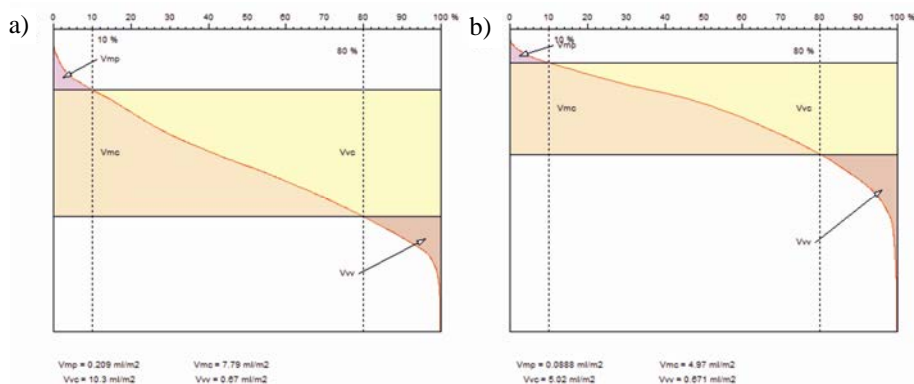 a)
0 10 20 30 40 50 60 70 80 90 100 %
10 %
80 %
Vmp
Vmc
Vvc
Vvv
Vmp = 0.209 ml/m2 Vmc = 7.79 ml/m2
Vvc = 10.3 ml/m2 Vvv = 0.67 ml/m2
b)
0 10 20 30 40 50 60 70 80 90 100 %
10 %
Vmp
80 %
Vmc
Vvc
Vvv
Vmp = 0.0888 ml/m2 Vmc = 4.97 ml/m2
Vvc = 5.02 ml/m2 Vvv = 0.671 ml/m2